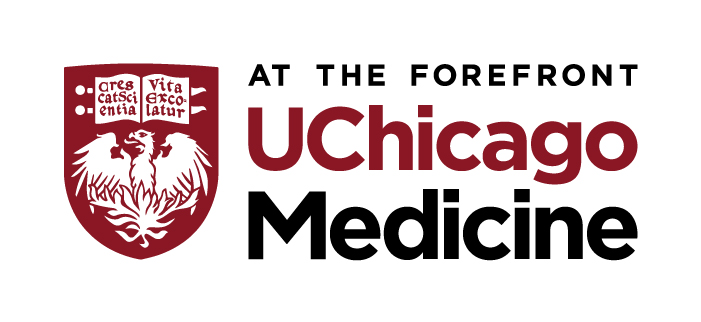 Cres
catSci
entia
Vita
Exco-
latur
AT THE FOREFRONT
UChicago
Medicine